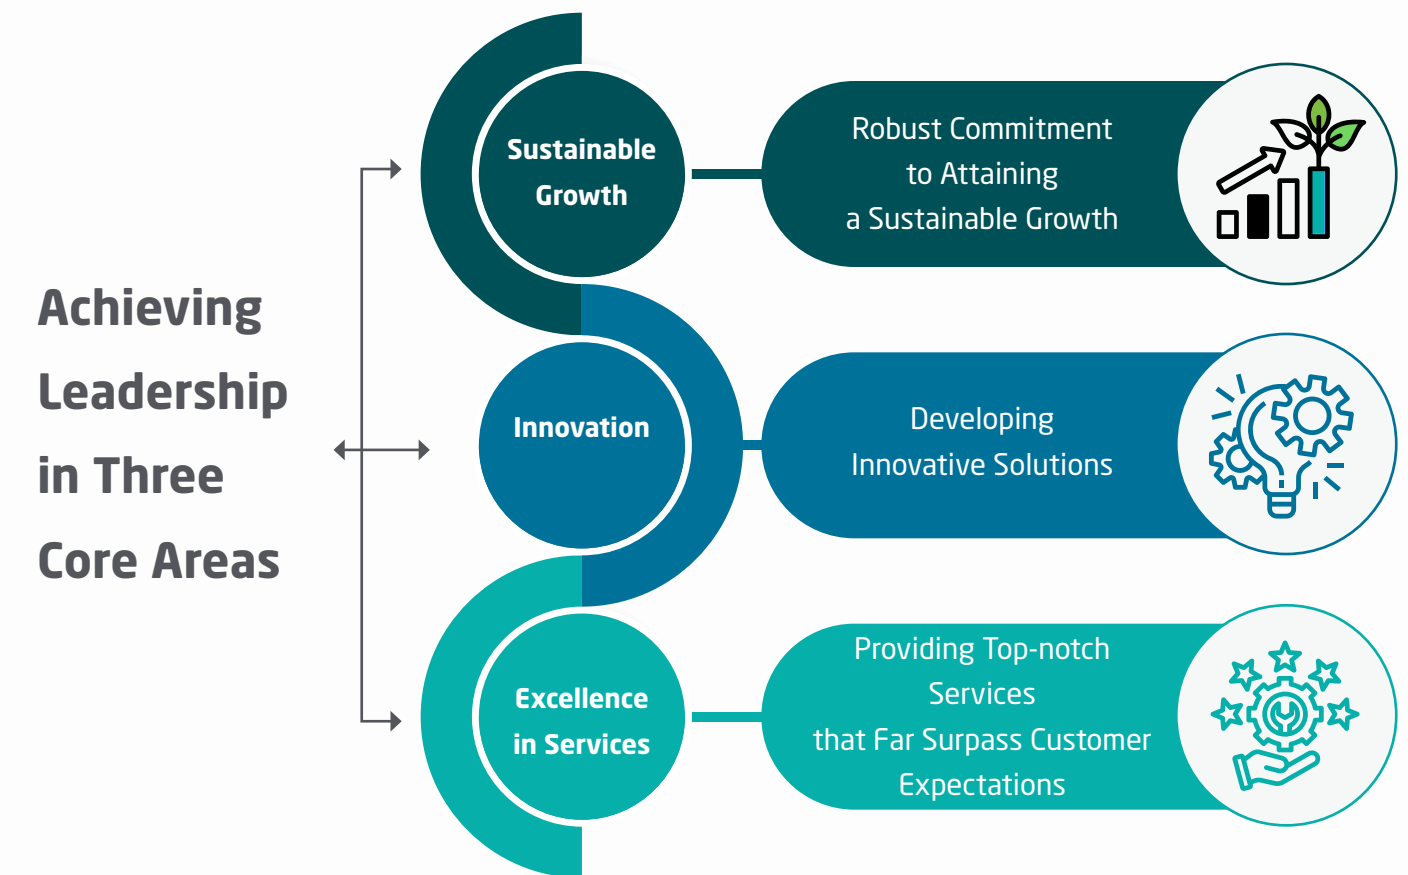 Achieving
Leadership
in Three
Core Areas
Sustainable
Growth
Robust Commitment
to Attaining
a Sustainable Growth
Innovation
Developing
Innovative Solutions
Excellence
in Services
Providing Top-notch
Services
that Far Surpass Customer
Expectations